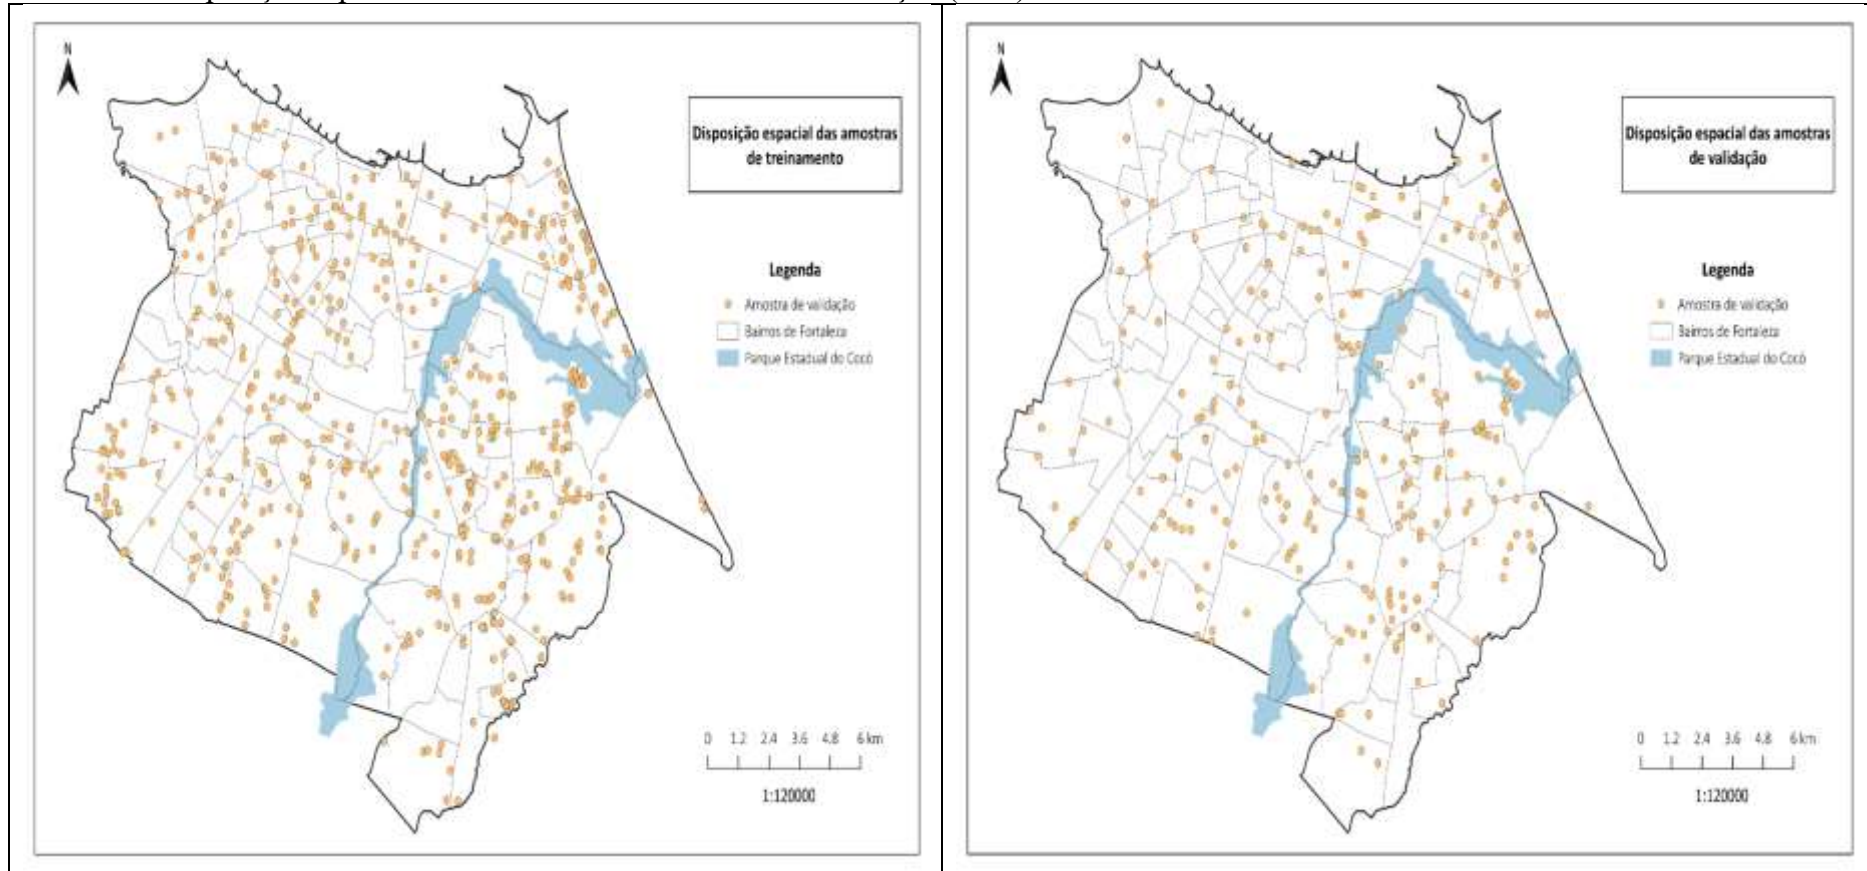 N
Disposição espacial das amostras
de treinamento
Legenda
Amostra de validação
Bairros de Fortaleza
Parque Estadual do Cocó
0 1.2 2.4 3.6 4.8 6 km
1:120000
N
Disposição espacial das amostras
de validação
Legenda
Amostra de validação
Bairros de Fortaleza
Parque Estadual do Cocó
0 1.2 2.4 3.6 4.8 6 km
1:120000